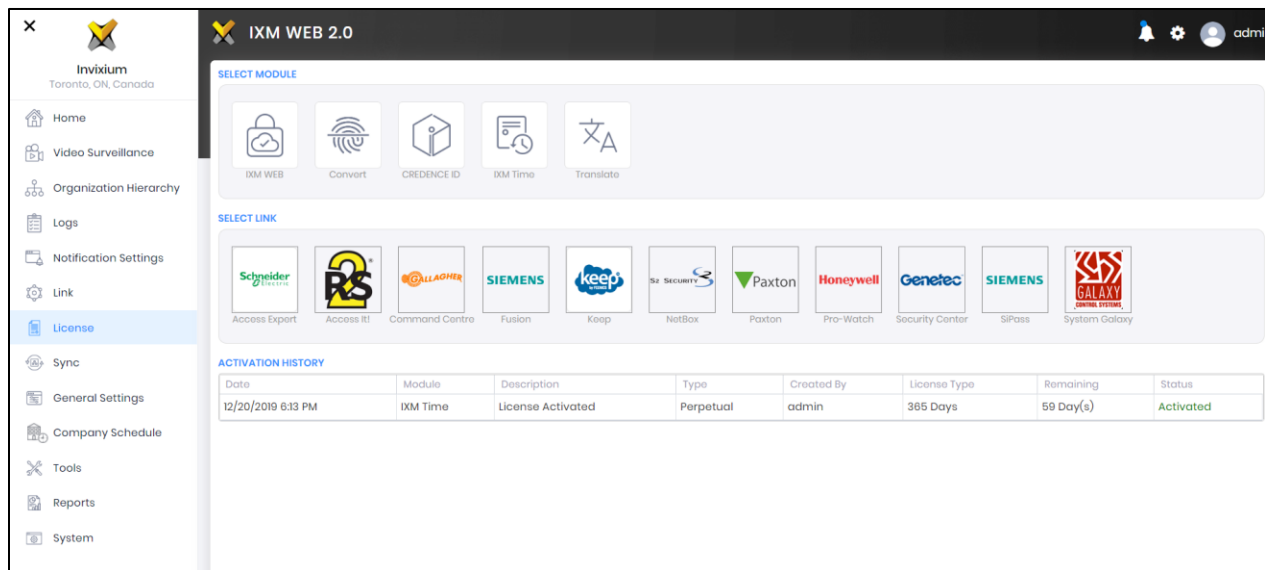 ×
Invixium
Toronto, ON, Canada
Home
Video Surveillance
Organization Hierarchy
Logs
Notification Settings
Link
License
Sync
General Settings
Company Schedule
Tools
Reports
System
IXM WEB 2.0
admi
SELECT MODULE
文A
IXM WEB
Convert
CREDENCE ID
IXM Time
Translate
SELECT LINK
Schneider
Electric
R2S
GALLAGHER
SIEMENS
keep
S2 SECURITY
Paxton
Honeywell
Genetec
SIEMENS
GALAXY
CONTROL SYSTEMS
Access Expert
Access It!
Command Centre
Fusion
Keep
NetBox
Paxton
Pro-Watch
Security Center
SiPass
System Galaxy
ACTIVATION HISTORY
Date Module Description Type Created By License Type Remaining Status
12/20/2019 6:13 PM IXM Time License Activated Perpetual admin 365 Days 59 Day(s) Activated